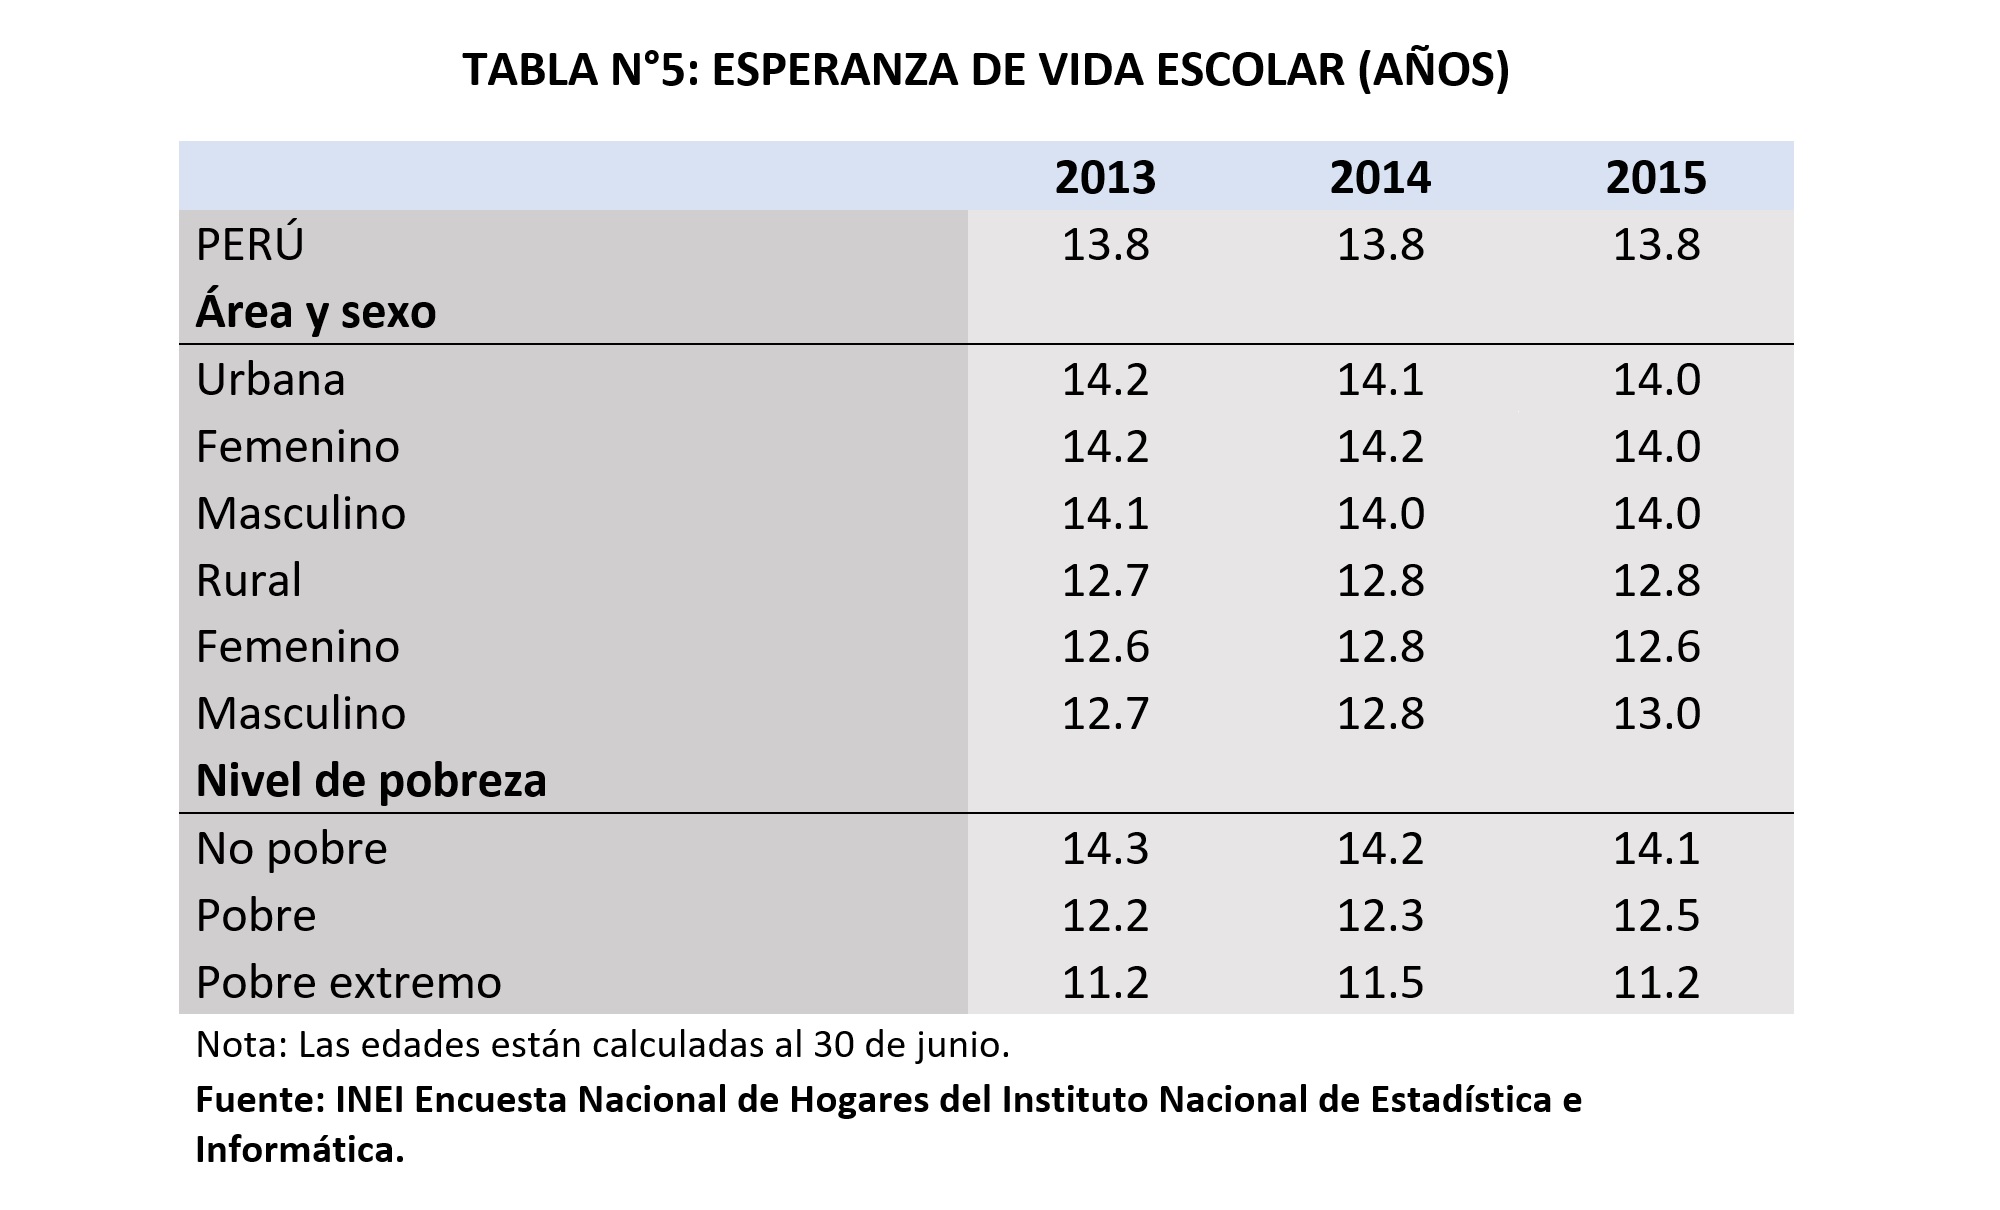 TABLA N°5: ESPERANZA DE VIDA ESCOLAR (AÑOS)
2013 2014 2015
PERÚ 13.8 13.8 13.8
Área y sexo
Urbana 14.2 14.1 14.0
Femenino 14.2 14.2 14.0
Masculino 14.1 14.0 14.0
Rural 12.7 12.8 12.8
Femenino 12.6 12.8 12.6
Masculino 12.7 12.8 13.0
Nivel de pobreza
No pobre 14.3 14.2 14.1
Pobre 12.2 12.3 12.5
Pobre extremo 11.2 11.5 11.2
Nota: Las edades están calculadas al 30 de junio.
Fuente: INEI Encuesta Nacional de Hogares del Instituto Nacional de Estadística e
Informática.